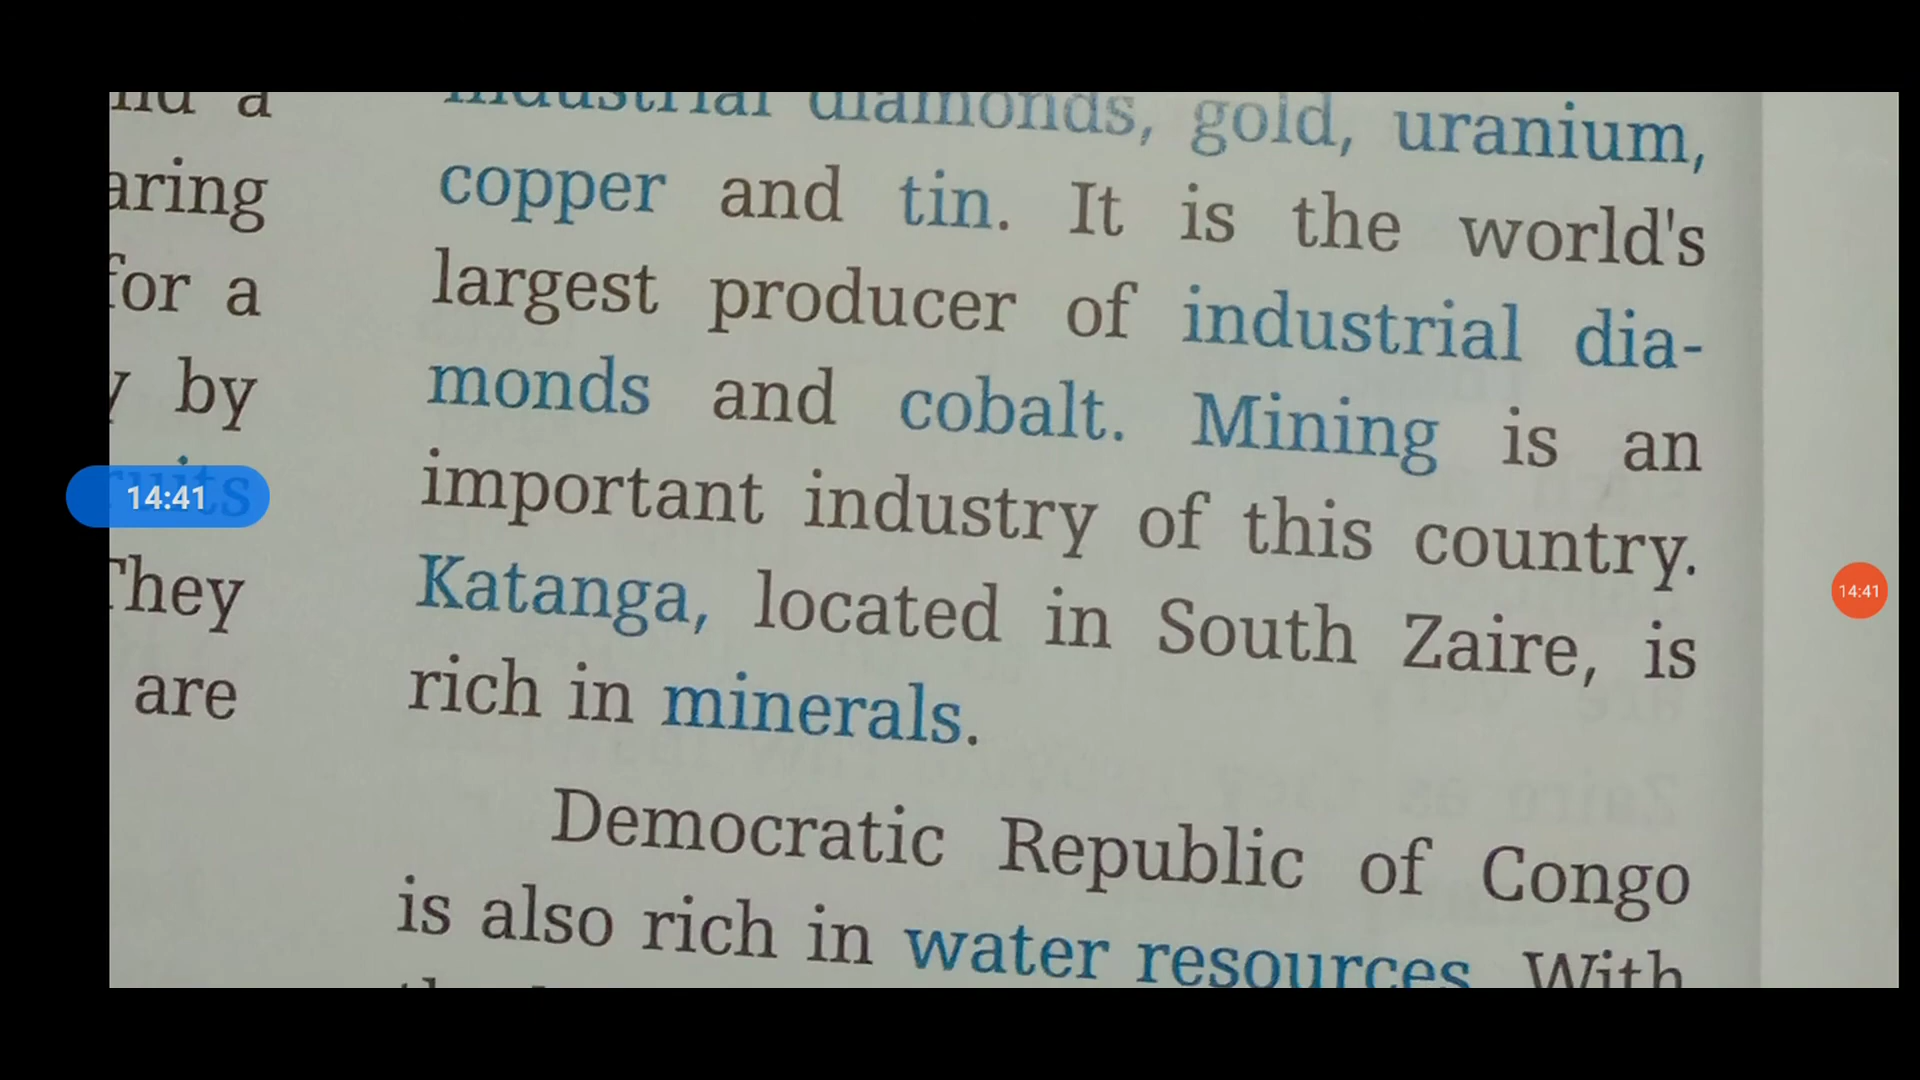 a
aring
for a
by
They
are
industrial diamonds, gold, uranium,
copper and tin. It is the world's
largest producer of industrial dia-
monds and cobalt. Mining is an
important industry of this country.
Katanga, located in South Zaire, is
rich in minerals.
Democratic Republic of Congo
is also rich in water resources. With
14:41
14:41